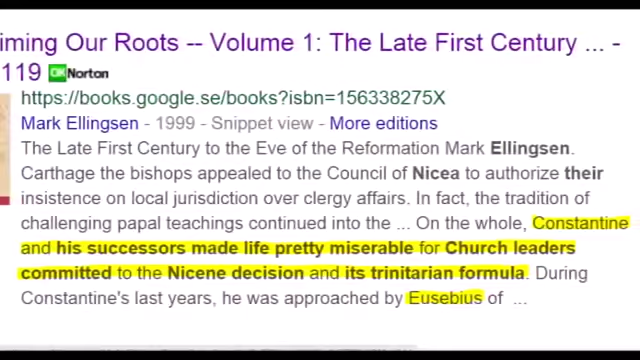 iming Our Roots -- Volume 1: The Late First Century ... -
119 OK Norton
https://books.google.se/books?isbn=156338275X
Mark Ellingsen - 1999 - Snippet view - More editions
The Late First Century to the Eve of the Reformation Mark Ellingsen.
Carthage the bishops appealed to the Council of Nicea to authorize their
insistence on local jurisdiction over clergy affairs. In fact, the tradition of
challenging papal teachings continued into the ... On the whole, Constantine
and his successors made life pretty miserable for Church leaders
committed to the Nicene decision and its trinitarian formula. During
Constantine's last years, he was approached by Eusebius of ...